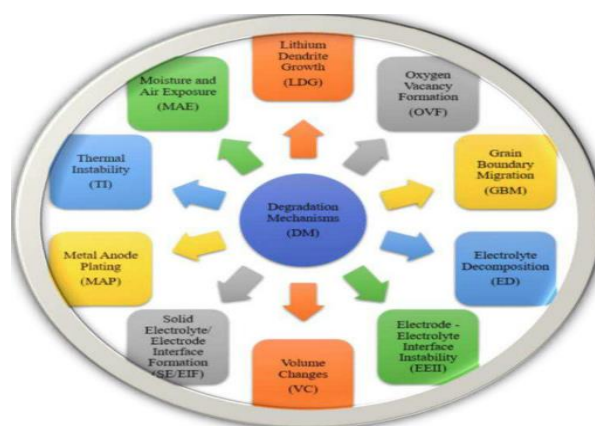 Lithium
Dendrite
Growth
(LDG)
Oxygen
Vacancy
Formation
(OVF)
Grain
Boundary
Migration
(GBM)
Electrolyte
Decomposition
(ED)
Electrode -
Electrolyte
Interface
Instability
(EEII)
Volume
Changes
(VC)
Solid
Electrolyte/
Electrode
Interface
Formation
(SE/EIF)
Metal Anode
Plating
(MAP)
Thermal
Instability
(TI)
Moisture and
Air Exposure
(MAE)
Degradation
Mechanisms
(DM)